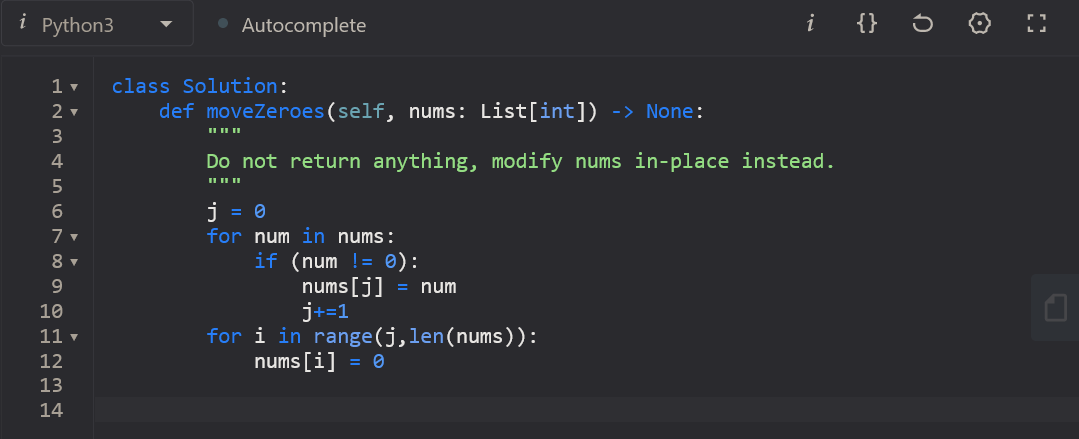 i Python3 Autocomplete i {}
1 class Solution:
2     def moveZeroes(self, nums: List[int]) -> None:
3         """
4         Do not return anything, modify nums in-place instead.
5         """
6         j = 0
7         for num in nums:
8             if (num != 0):
9                 nums[j] = num
10                 j+=1
11         for i in range(j,len(nums)):
12             nums[i] = 0
13
14